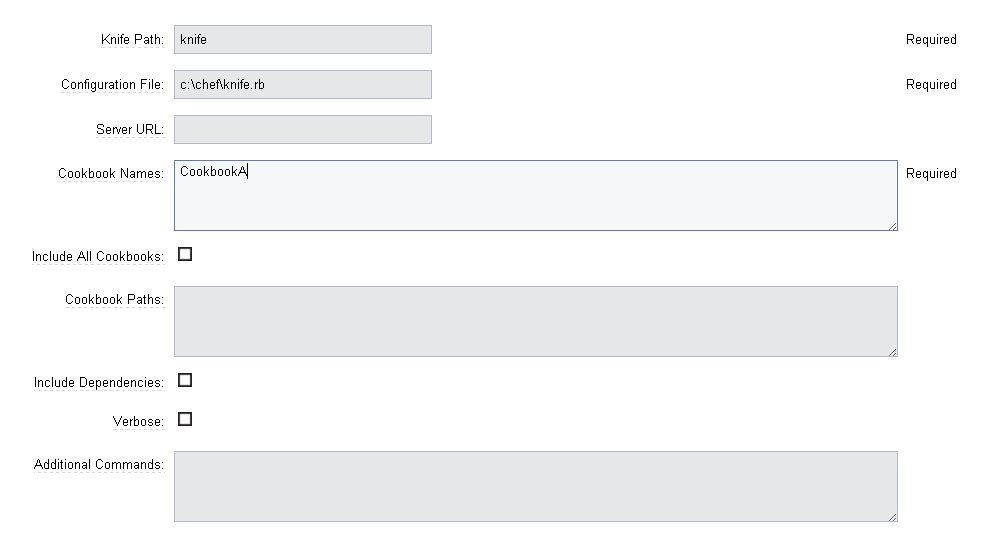 Knife Path: knife Required
Configuration File: c:\chef\knife.rb Required
Server URL:
Cookbook Names: CookbookA Required
Include All Cookbooks:
Cookbook Paths:
Include Dependencies:
Verbose:
Additional Commands: